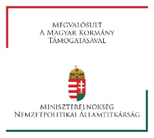 MEGVALÓSULT
A MAGYAR KORMÁNY
TÁMOGATÁSÁVAL
MINISZTERELNÖKSÉG
NEMZETPOLITIKAI ÁLLAMTITKÁRSÁG